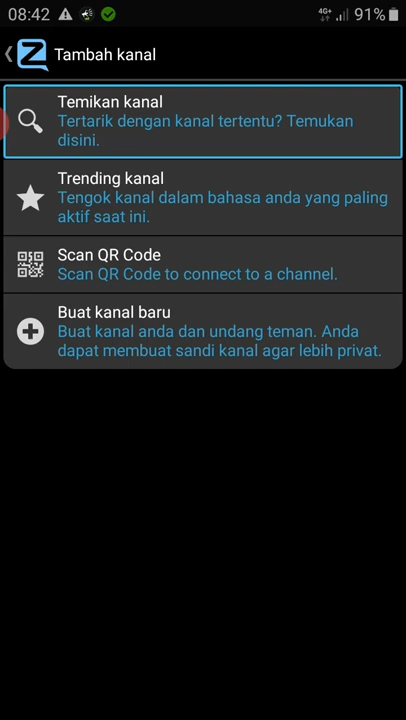 08:42
4G+
91%
Tambah kanal
Temikan kanal
Tertarik dengan kanal tertentu? Temukan
disini.
Trending kanal
Tengok kanal dalam bahasa anda yang paling
aktif saat ini.
Scan QR Code
Scan QR Code to connect to a channel.
Buat kanal baru
Buat kanal anda dan undang teman. Anda
dapat membuat sandi kanal agar lebih privat.